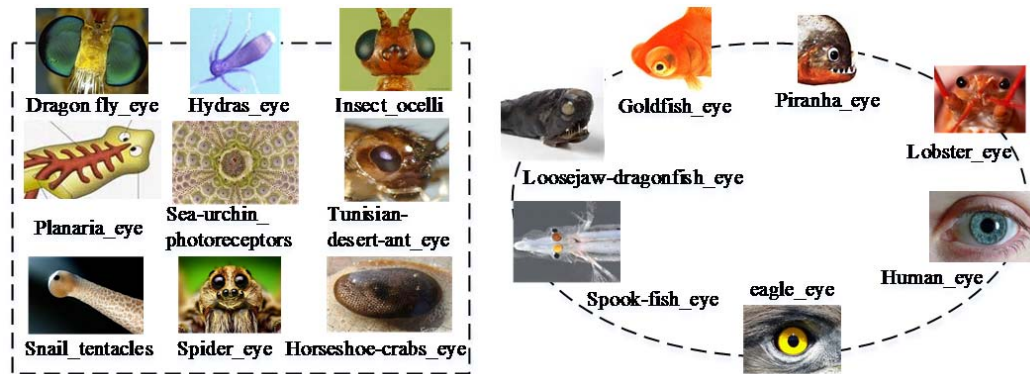 Dragon fly_eye
Hydras_eye
Insect_ocelli
Planaria_eye
Sea-urchin_
photoreceptors
Tunisian-
desert-ant_eye
Snail_tentacles
Spider_eye
Horseshoe-crabs_eye
Goldfish_eye
Piranha_eye
Lobster_eye
Loosejaw-dragonfish_eye
Human_eye
Spook-fish_eye
eagle_eye